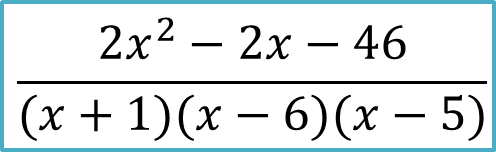 2x² − 2x − 46
(x + 1)(x − 6)(x − 5)